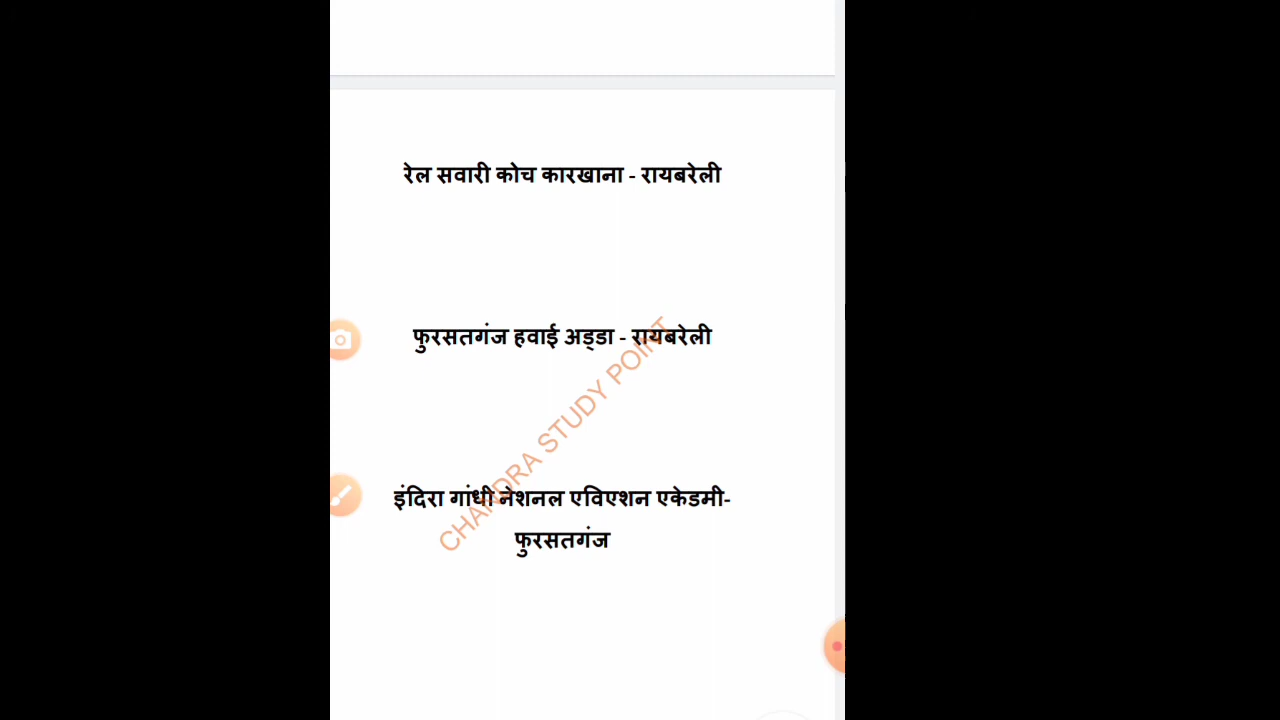 रेल सवारी कोच कारखाना - रायबरेली
फुरसतगंज हवाई अड्डा - रायबरेली
इंदिरा गांधी नेशनल एविएशन एकेडमी-
फुरसतगंज
CHANDRA STUDY POINT